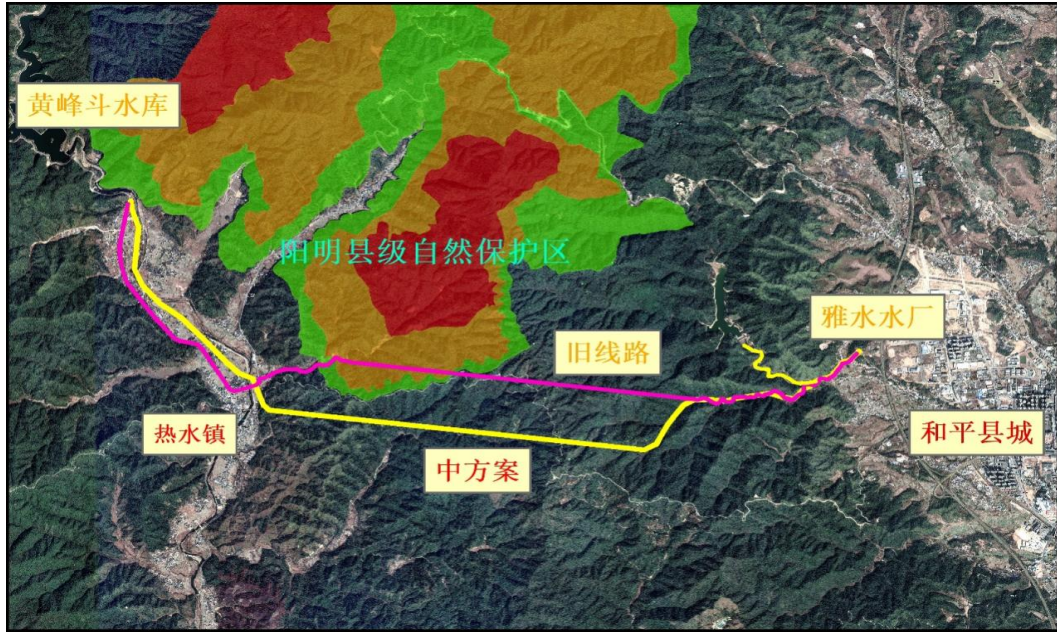 黄峰斗水库
阳明县级自然保护区
雅水水厂
旧线路
热水镇
和平县城
中方案